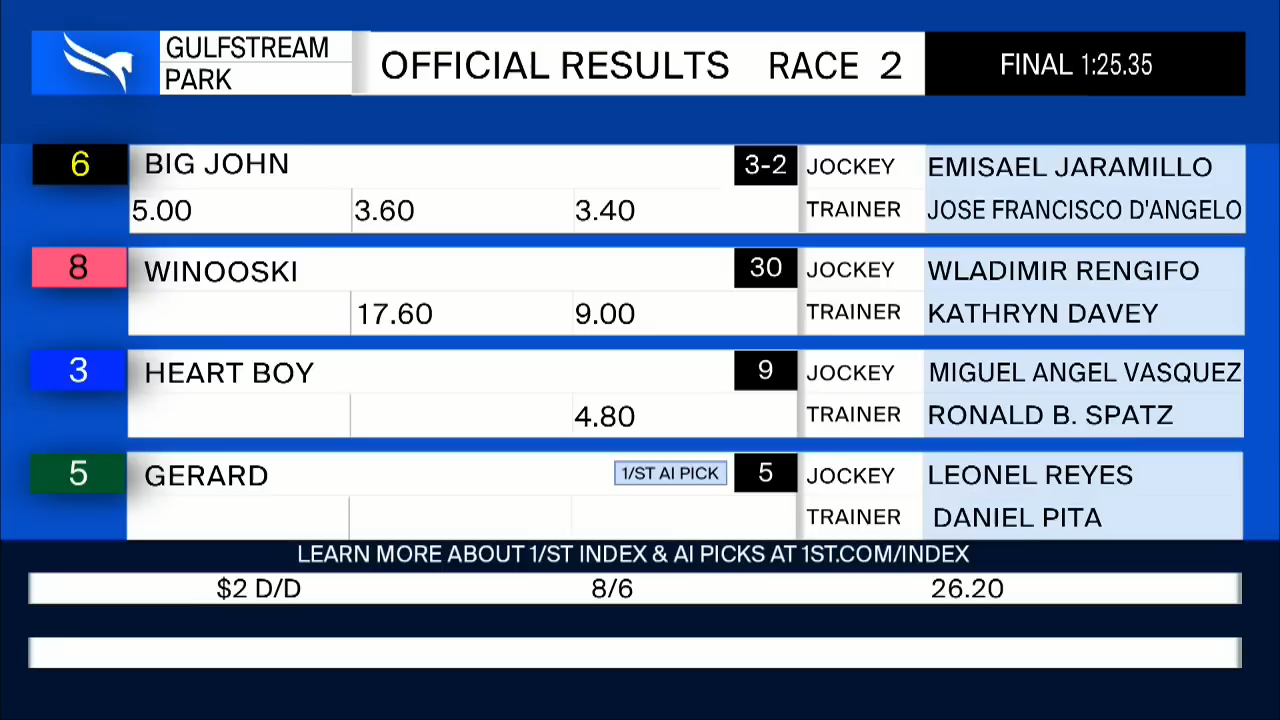 GULFSTREAM PARK OFFICIAL RESULTS RACE 2 FINAL 1:25.35
6 BIG JOHN 3-2 JOCKEY EMISAEL JARAMILLO
5.00 3.60 3.40 TRAINER JOSE FRANCISCO D'ANGELO
8 WINOOSKI 30 JOCKEY WLADIMIR RENGIFO
17.60 9.00 TRAINER KATHRYN DAVEY
3 HEART BOY 9 JOCKEY MIGUEL ANGEL VASQUEZ
4.80 TRAINER RONALD B. SPATZ
5 GERARD 1/ST AI PICK 5 JOCKEY LEONEL REYES
TRAINER DANIEL PITA
LEARN MORE ABOUT 1/ST INDEX & AI PICKS AT 1ST.COM/INDEX
$2 D/D 8/6 26.20